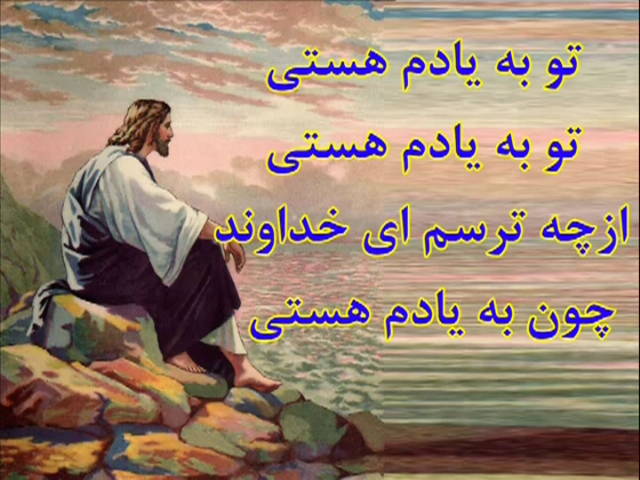 تو به یادم هستی
تو به یادم هستی
ازچه ترسم ای خداوند
چون به یادم هستی